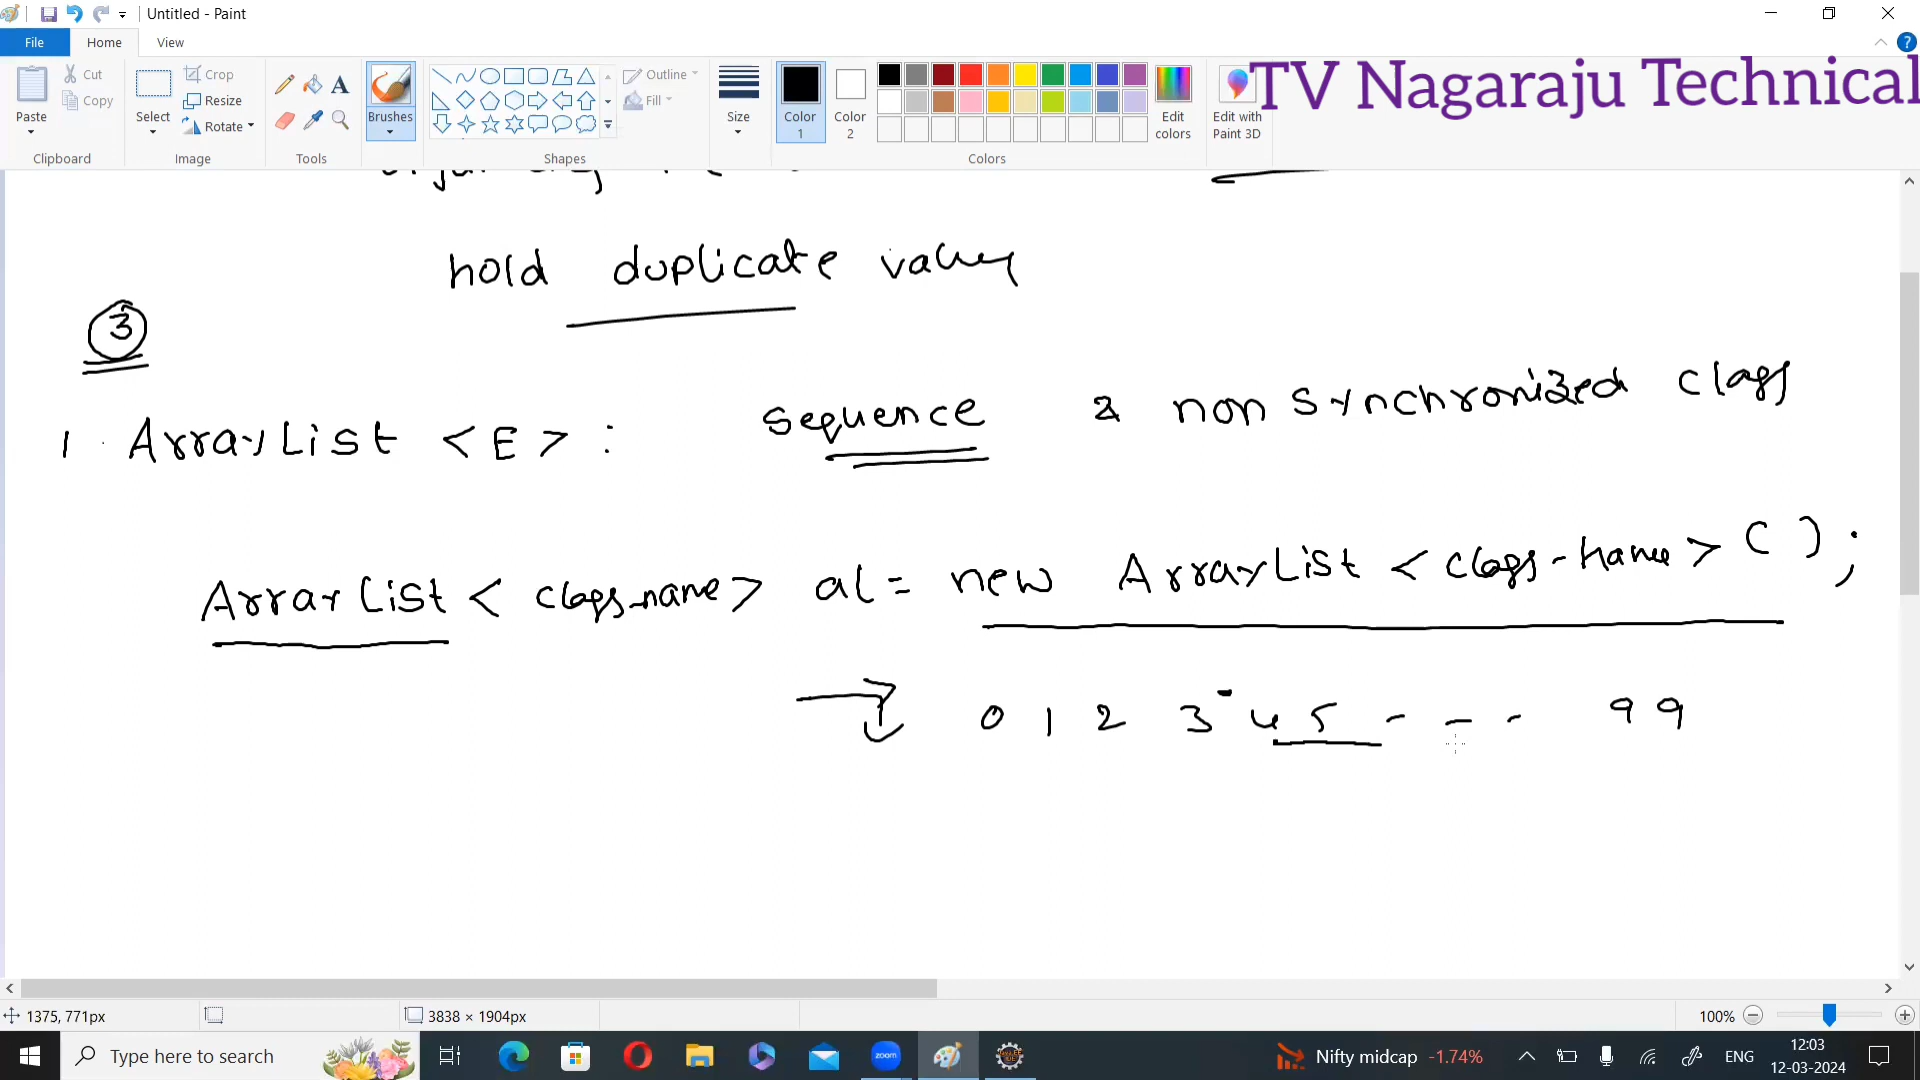 Untitled - Paint
File Home View
Cut
Copy
Paste
Clipboard
Crop
Resize
Rotate
Select
Image
Tools
Brushes
Outline
Fill
Shapes
Size
Color 1
Color 2
Edit colors
Colors
Edit with Paint 3D
TV Nagaraju Technical
hold duplicate values
3
1. ArrayList <E> : sequence & non synchronized class
ArrayList < class-name > al = new ArrayList < class-name > ( ) ;
0 1 2 3 4 5 - - - 99
1375, 771px
3838 × 1904px
100%
Type here to search
zoom
Nifty midcap -1.74%
ENG
12:03
12-03-2024